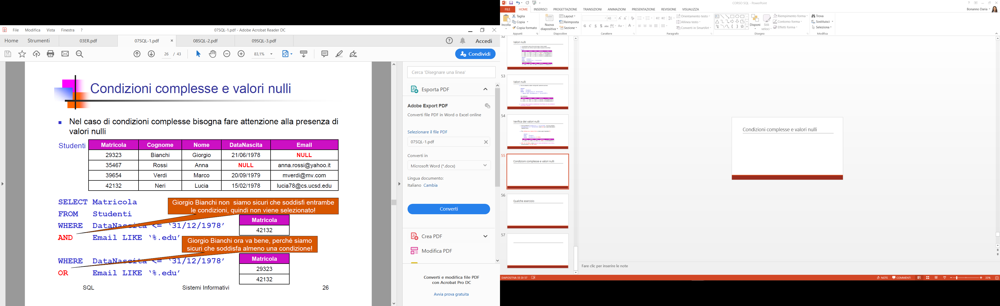 File Modifica Vista Finestra ?
07SQL-1.pdf - Adobe Acrobat Reader DC
Home Strumenti 03ER.pdf 07SQL-1.pdf × 08SQL-2.pdf 09SQL-3.pdf Accedi
26 / 43 83,1% Condividi
Condizioni complesse e valori nulli
Nel caso di condizioni complesse bisogna fare attenzione alla presenza di
valori nulli
Studenti
Matricola Cognome Nome DataNascita Email
29323 Bianchi Giorgio 21/06/1978 NULL
35467 Rossi Anna NULL anna.rossi@yahoo.it
39654 Verdi Marco 20/09/1979 mverdi@mv.com
42132 Neri Lucia 15/02/1978 lucia78@cs.ucsd.edu
SELECT Matricola
FROM Studenti
WHERE DataNascita <= ‘31/12/1978’
AND Email LIKE ‘%.edu’
Giorgio Bianchi non siamo sicuri che soddisfi entrambe
le condizioni, quindi non viene selezionato!
Matricola
42132
Giorgio Bianchi ora va bene, perché siamo
sicuri che soddisfa almeno una condizione!
WHERE DataNascita <= ‘31/12/1978’
OR Email LIKE ‘%.edu’
Matricola
29323
42132
SQL Sistemi Informativi 26
Cerca 'Disegnare una linea'
Esporta PDF
Adobe Export PDF
Converti file PDF in Word o Excel online
Selezionare il file PDF
07SQL-1.pdf
Converti in
Microsoft Word (*.docx)
Lingua documento:
Italiano Cambia
Converti
Crea PDF
Modifica PDF
Converti e modifica file PDF
con Acrobat Pro DC
Avvia prova gratuita
CORSO SQL - PowerPoint
FILE HOME INSERISCI PROGETTAZIONE TRANSIZIONI ANIMAZIONI PRESENTAZIONE REVISIONE VISUALIZZA
Bonanno Daria
Incolla
Taglia
Copia
Copia formato
Appunti
Nuova
diapositiva
Layout
Reimposta
Sezione
Diapositive
48
G C S S abc AV Aa A
Carattere
Orientamento testo
Allinea testo
Converti in SmartArt
Paragrafo
Disponi
Stili
veloci
Riempimento forma
Contorno forma
Effetti forma
Disegno
Trova
Sostituisci
Seleziona
Modifica
52
Valori nulli
53
Valori nulli
54
Verifica dei valori nulli
55
Condizioni complesse e valori nulli
56
Qualche esercizio
57
Condizioni complesse e valori nulli
Fare clic per inserire le note
DIAPOSITIVA 55 DI 57
NOTE COMMENTI 33%